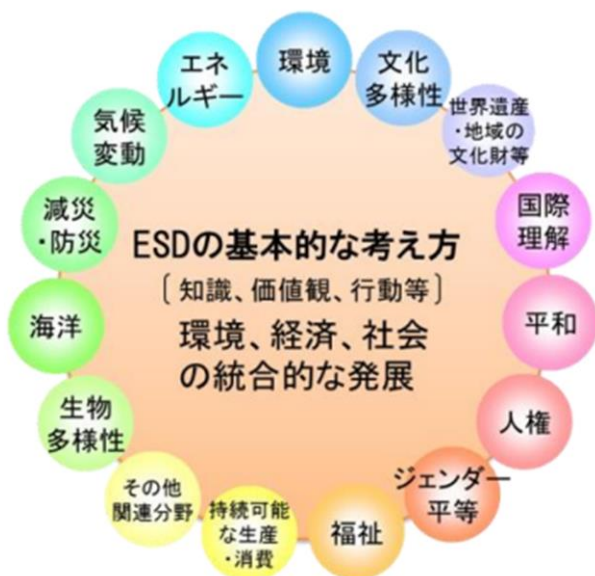 ESDの基本的な考え方
[知識、価値観、行動等]
環境、経済、社会
の統合的な発展
環境
文化
多様性
世界遺産
・地域の
文化財等
国際
理解
平和
人権
ジェンダー
平等
福祉
持続可能
な生産
・消費
その他
関連分野
生物
多様性
海洋
減災
・防災
気候
変動
エネ
ルギー